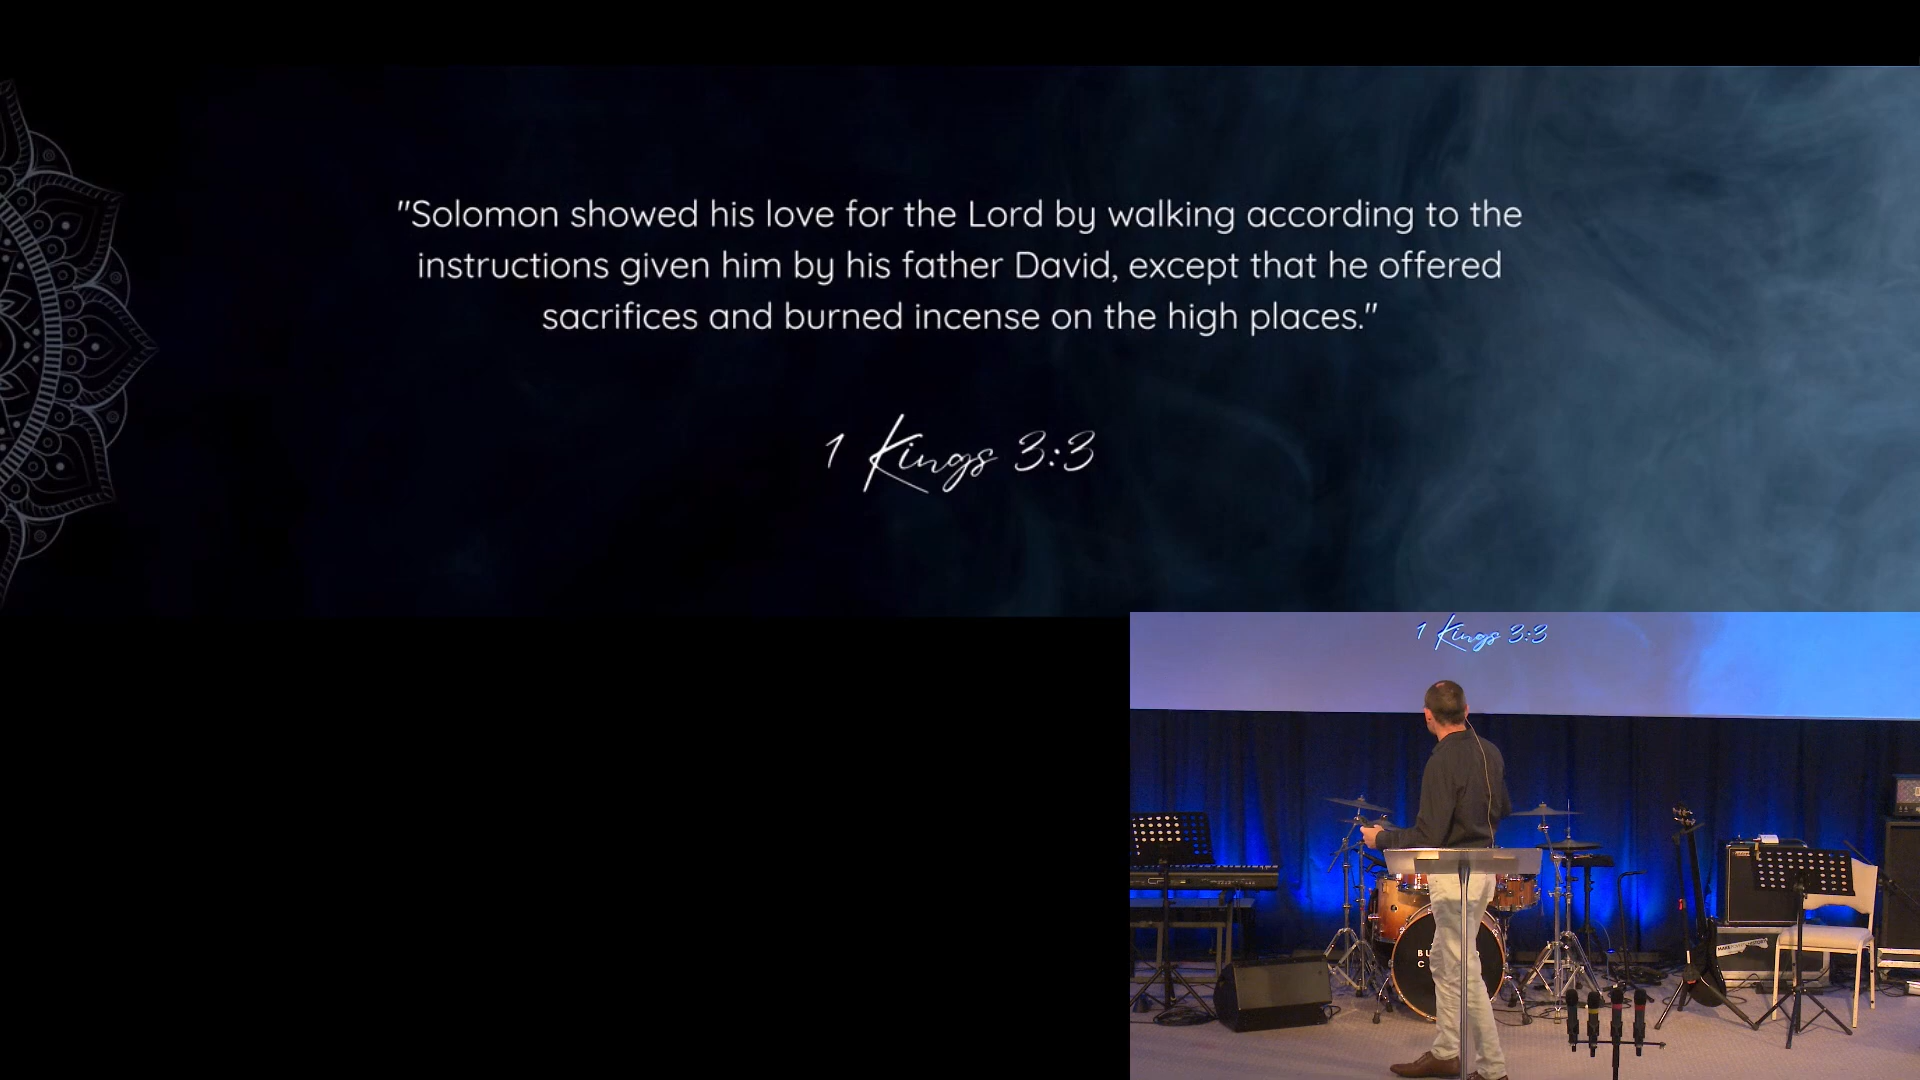 "Solomon showed his love for the Lord by walking according to the
instructions given him by his father David, except that he offered
sacrifices and burned incense on the high places."
1 Kings 3:3
1 Kings 3:3